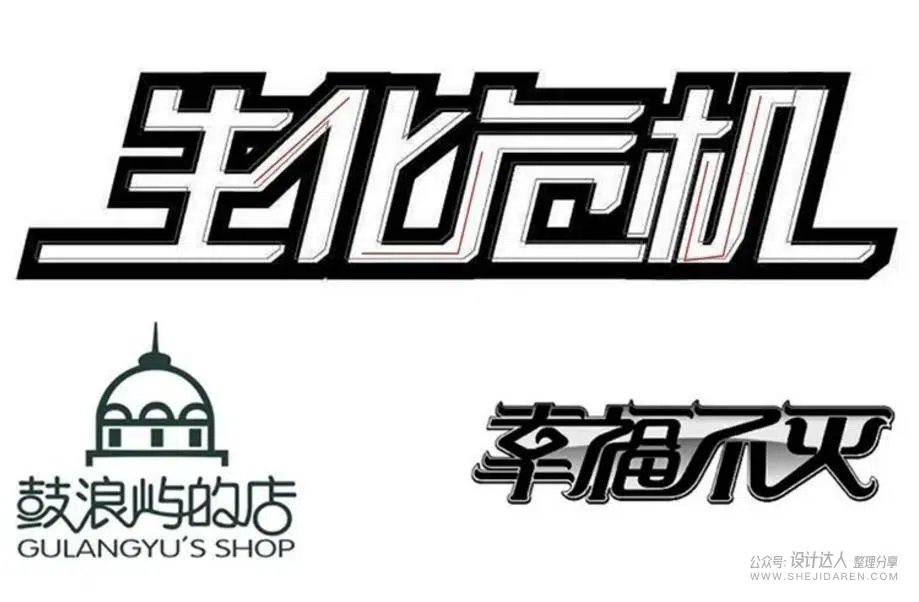 生化危机
鼓浪屿的店
GULANGYU'S SHOP
幸福不灭
公众号: 设计达人 整理分享
WWW.SHEJIDAREN.COM